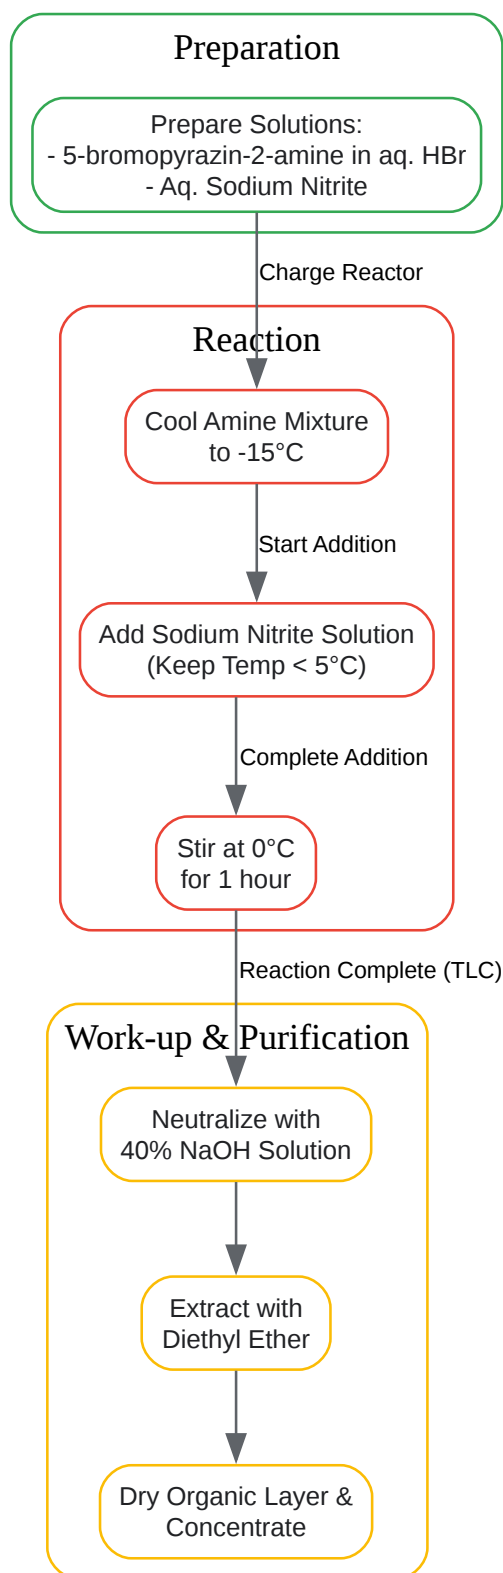 Preparation
Prepare Solutions:
- 5-bromopyrazin-2-amine in aq. HBr
- Aq. Sodium Nitrite
Charge Reactor
Reaction
Cool Amine Mixture
to -15°C
Start Addition
Add Sodium Nitrite Solution
(Keep Temp < 5°C)
Complete Addition
Stir at 0°C
for 1 hour
Reaction Complete (TLC)
Work-up & Purification
Neutralize with
40% NaOH Solution
Extract with
Diethyl Ether
Dry Organic Layer &
Concentrate